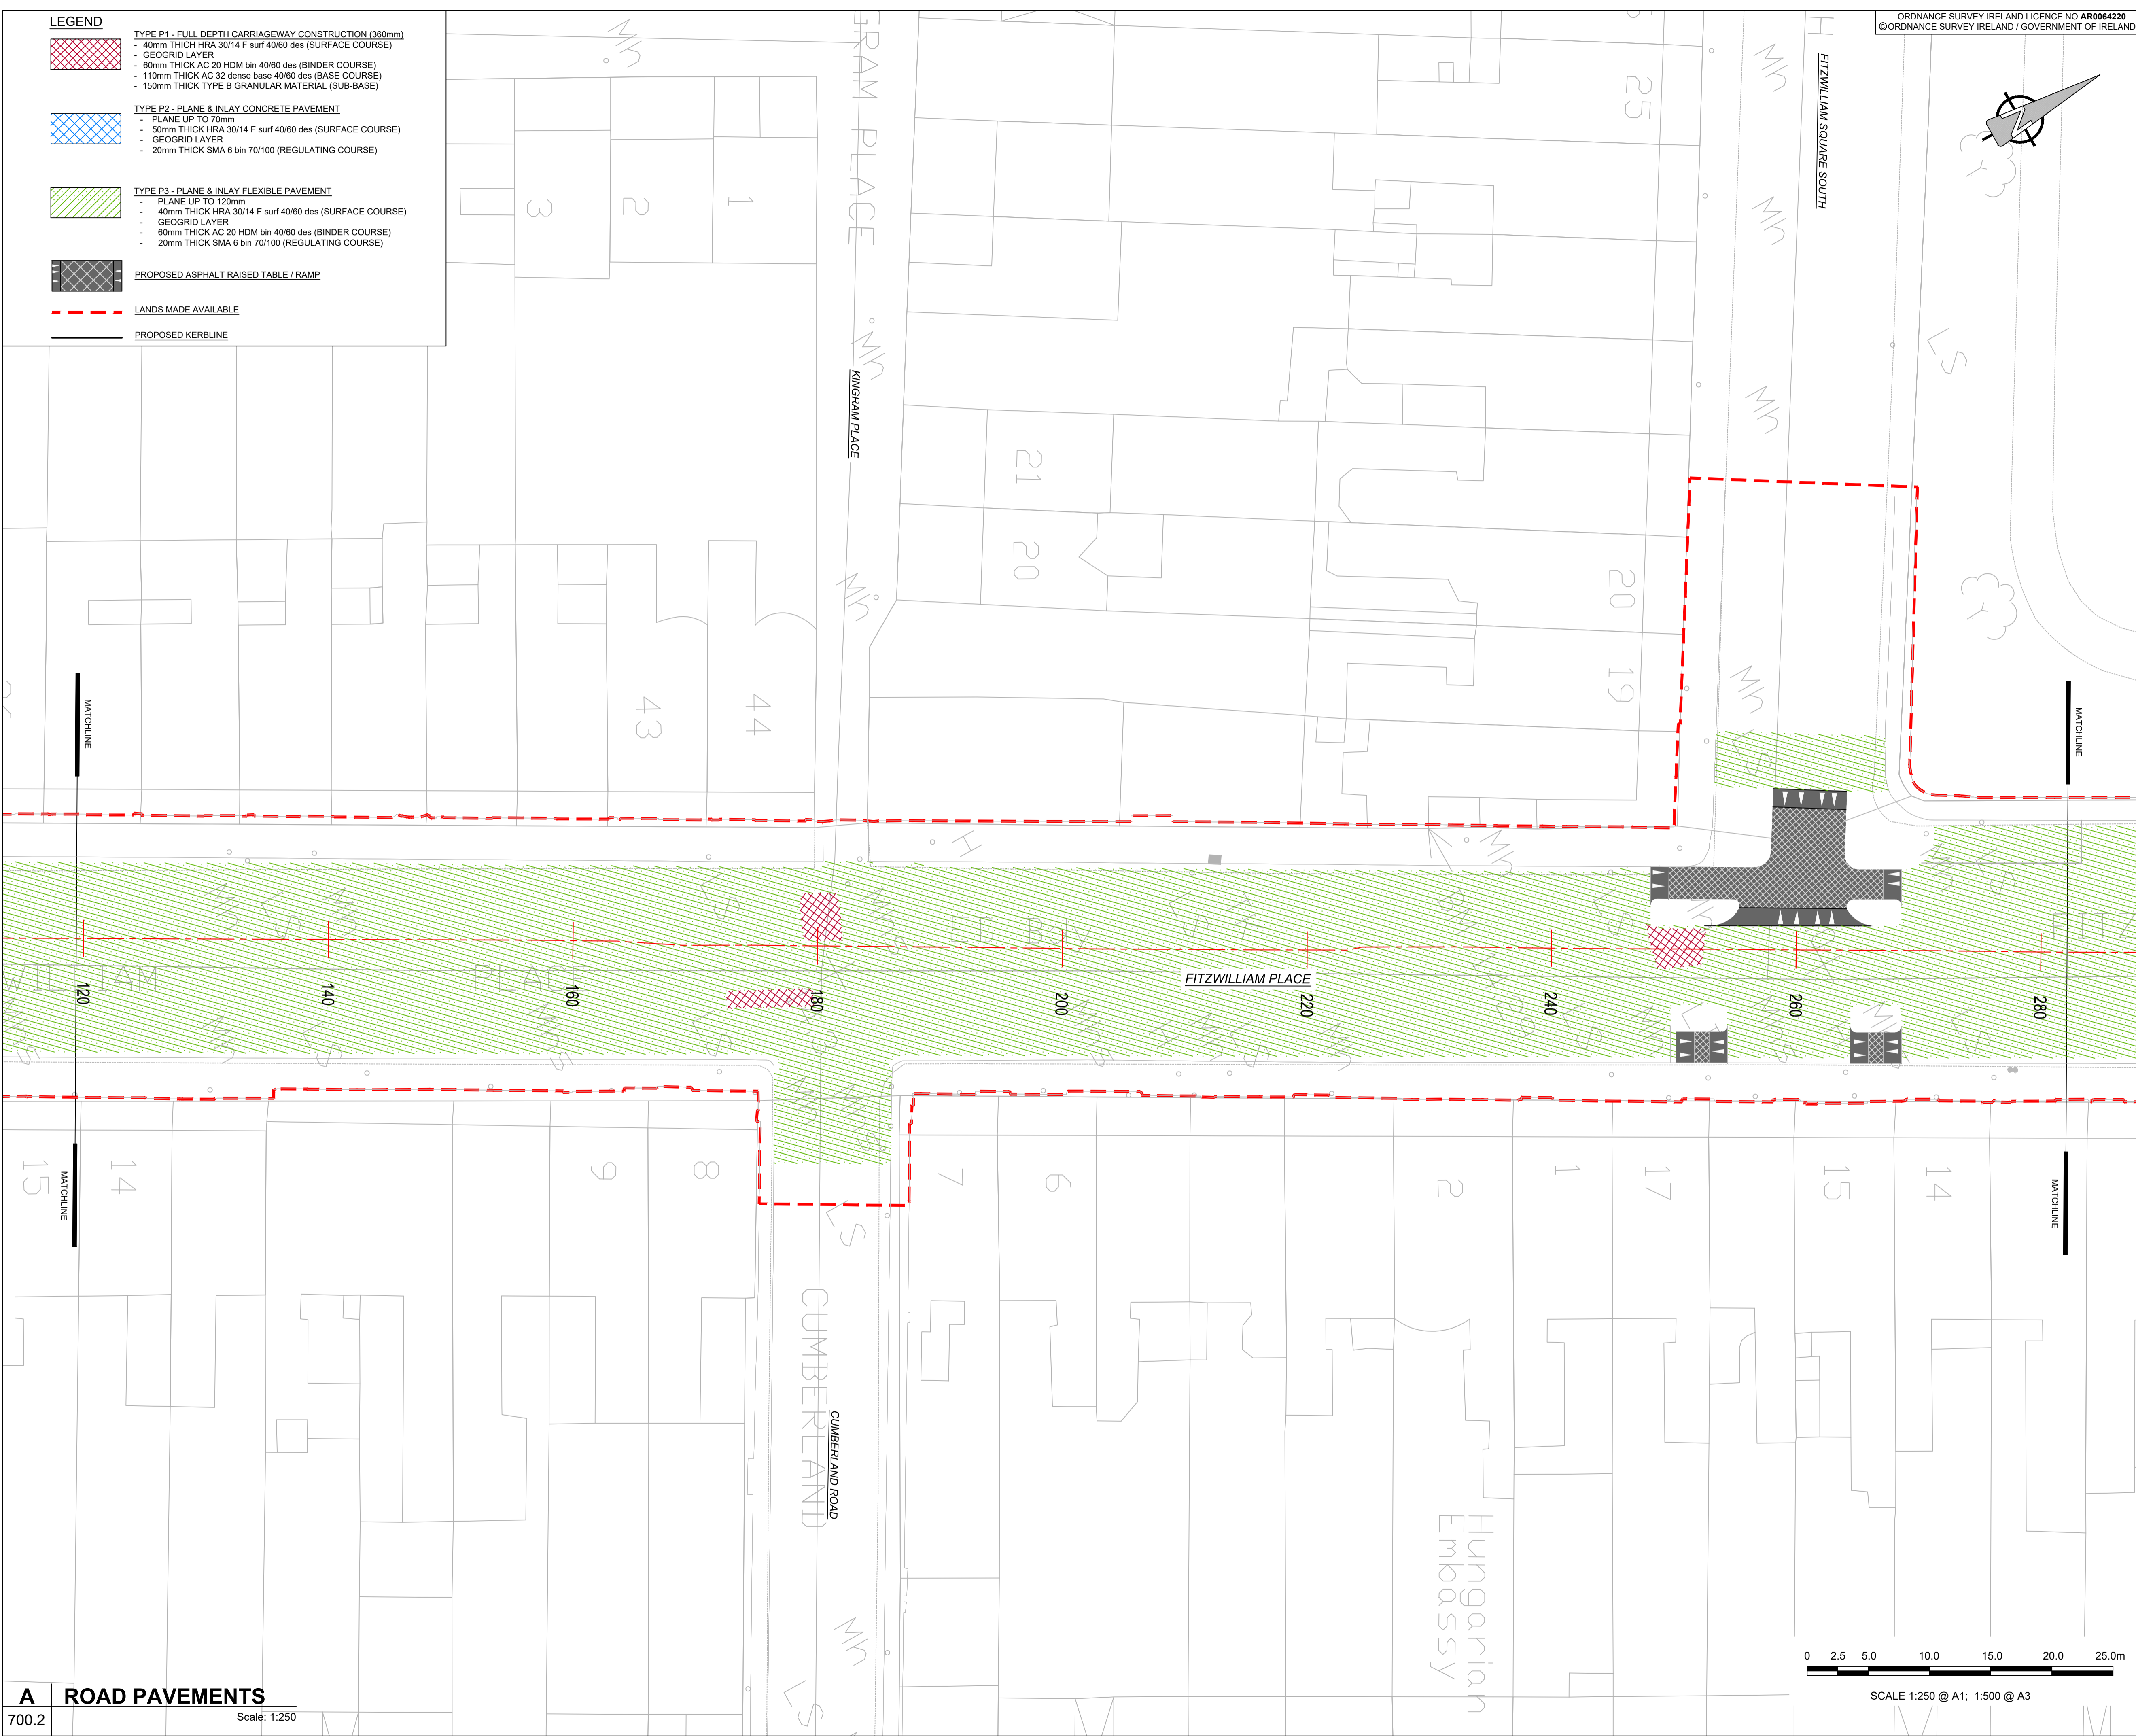 LEGEND
TYPE P1 - FULL DEPTH CARRIAGEWAY CONSTRUCTION (360mm)
- 40mm THICH HRA 30/14 F surf 40/60 des (SURFACE COURSE)
- GEOGRID LAYER
- 60mm THICK AC 20 HDM bin 40/60 des (BINDER COURSE)
- 110mm THICK AC 32 dense base 40/60 des (BASE COURSE)
- 150mm THICK TYPE B GRANULAR MATERIAL (SUB-BASE)
TYPE P2 - PLANE & INLAY CONCRETE PAVEMENT
- PLANE UP TO 70mm
- 50mm THICK HRA 30/14 F surf 40/60 des (SURFACE COURSE)
- GEOGRID LAYER
- 20mm THICK SMA 6 bin 70/100 (REGULATING COURSE)
TYPE P3 - PLANE & INLAY FLEXIBLE PAVEMENT
- PLANE UP TO 120mm
- 40mm THICK HRA 30/14 F surf 40/60 des (SURFACE COURSE)
- GEOGRID LAYER
- 60mm THICK AC 20 HDM bin 40/60 des (BINDER COURSE)
- 20mm THICK SMA 6 bin 70/100 (REGULATING COURSE)
PROPOSED ASPHALT RAISED TABLE / RAMP
LANDS MADE AVAILABLE
PROPOSED KERBLINE
ORDNANCE SURVEY IRELAND LICENCE NO AR0064220
©ORDNANCE SURVEY IRELAND / GOVERNMENT OF IRELAND
N
FITZWILLIAM SQUARE SOUTH
KINGRAM PLACE
GRAM PLACE
25
3
2
1
21
20
20
19
43
44
LS
MATCHLINE
MATCHLINE
WILLIAM
PLACE
ED Bdy
FITZ
FITZWILLIAM PLACE
120
140
160
180
200
220
240
260
280
MATCHLINE
MATCHLINE
15
14
9
8
7
6
2
1
17
15
14
LS
CUMBERLAND
CUMBERLAND ROAD
Hungarian
Embassy
LS
0 2.5 5.0 10.0 15.0 20.0 25.0m
SCALE 1:250 @ A1; 1:500 @ A3
A ROAD PAVEMENTS
700.2 Scale: 1:250